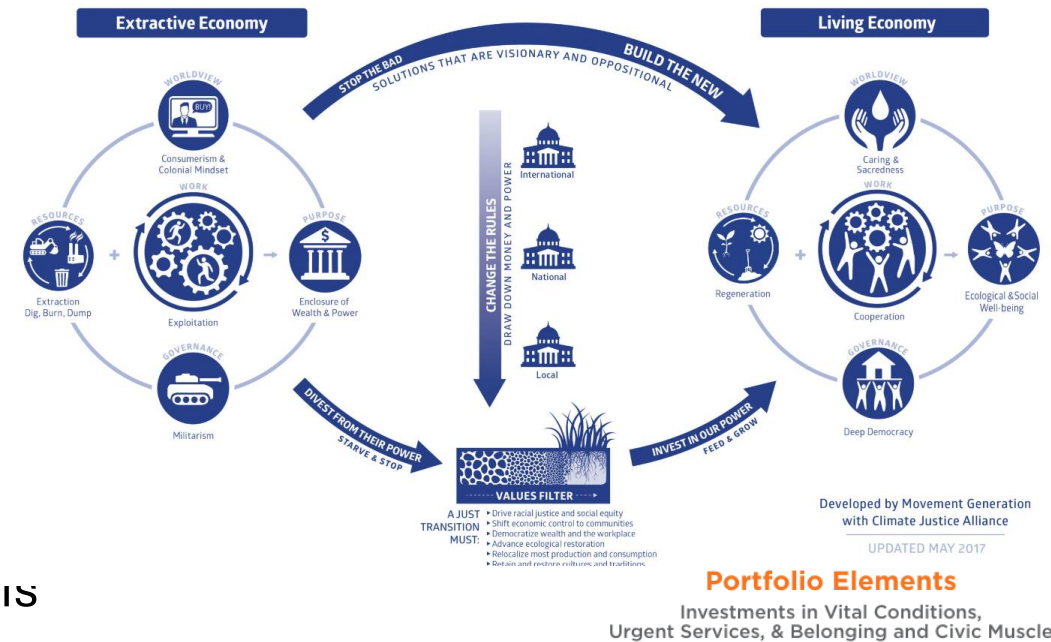 Extractive Economy
WORLDVIEW
BUY!
Consumerism &
Colonial Mindset
RESOURCES
Extraction
Dig, Burn, Dump
+
WORK
Exploitation
PURPOSE
$
Enclosure of
Wealth & Power
GOVERNANCE
Militarism
STOP THE BAD
BUILD THE NEW
SOLUTIONS THAT ARE VISIONARY AND OPPOSITIONAL
CHANGE THE RULES
DRAW DOWN MONEY AND POWER
International
National
Local
DIVEST FROM THEIR POWER
STARVE & STOP
VALUES FILTER
A JUST
TRANSITION
MUST:
Drive racial justice and social equity
Shift economic control to communities
Democratize wealth and the workplace
Advance ecological restoration
Relocalize most production and consumption
Retain and restore cultures and traditions
INVEST IN OUR POWER
FEED & GROW
Living Economy
WORLDVIEW
Caring &
Sacredness
RESOURCES
Regeneration
+
WORK
Cooperation
PURPOSE
Ecological & Social
Well-being
GOVERNANCE
Deep Democracy
Developed by Movement Generation
with Climate Justice Alliance
UPDATED MAY 2017
Portfolio Elements
Investments in Vital Conditions,
Urgent Services, & Belonging and Civic Muscle